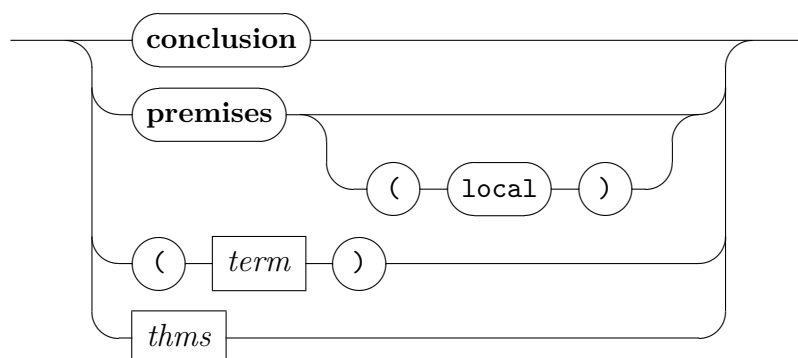 conclusion
premises
( local )
( term )
thms